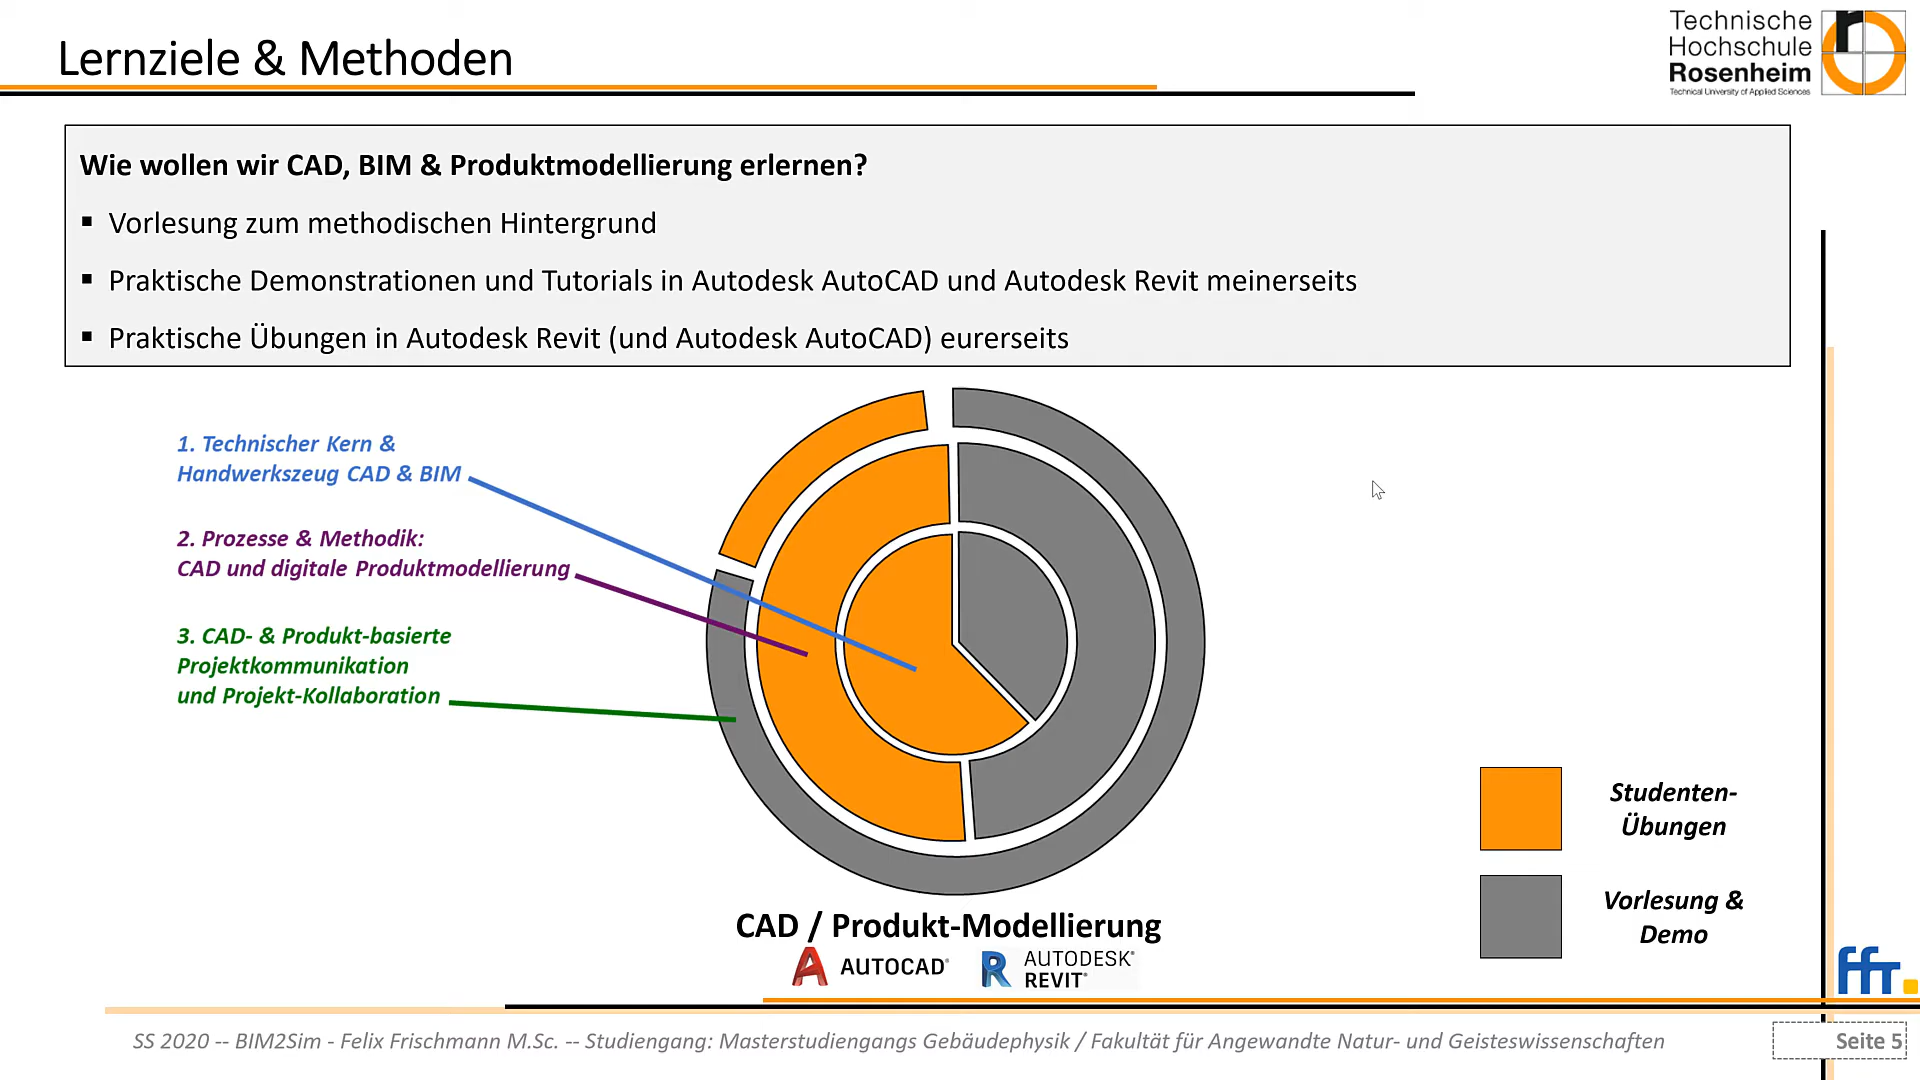 Lernziele & Methoden
Technische
Hochschule
Rosenheim
Technical University of Applied Sciences
Wie wollen wir CAD, BIM & Produktmodellierung erlernen?
▪ Vorlesung zum methodischen Hintergrund
▪ Praktische Demonstrationen und Tutorials in Autodesk AutoCAD und Autodesk Revit meinerseits
▪ Praktische Übungen in Autodesk Revit (und Autodesk AutoCAD) eurerseits
1. Technischer Kern &
Handwerkszeug CAD & BIM
2. Prozesse & Methodik:
CAD und digitale Produktmodellierung
3. CAD- & Produkt-basierte
Projektkommunikation
und Projekt-Kollaboration
Studenten-
Übungen
Vorlesung &
Demo
CAD / Produkt-Modellierung
A AUTOCAD®
R AUTODESK®
REVIT®
ffr.
SS 2020 -- BIM2Sim - Felix Frischmann M.Sc. -- Studiengang: Masterstudiengangs Gebäudephysik / Fakultät für Angewandte Natur- und Geisteswissenschaften
Seite 5